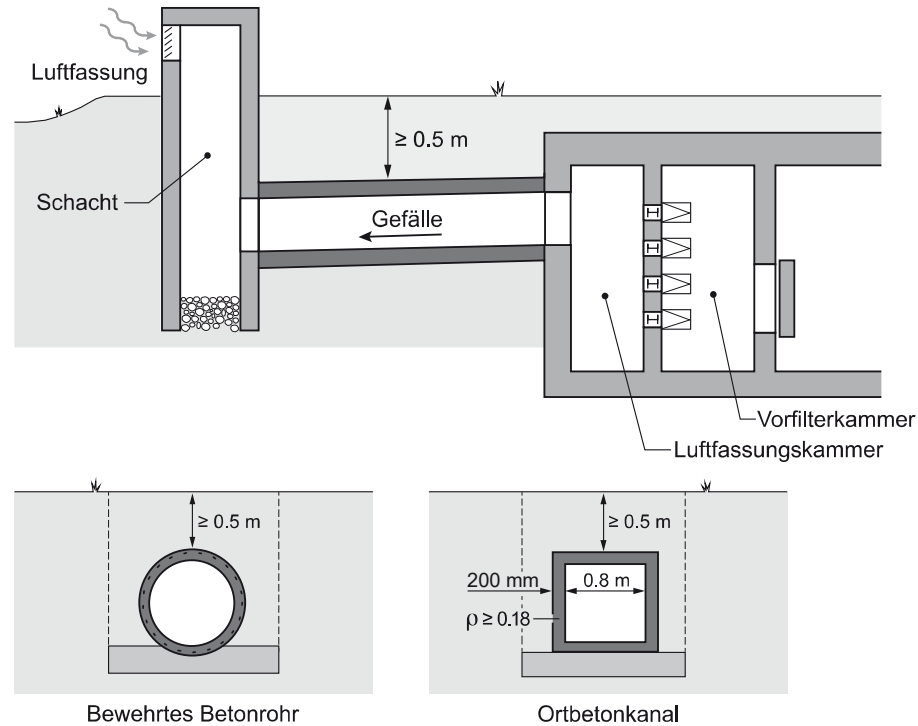 Luftfassung
≥ 0.5 m
Schacht
Gefälle
Vorfilterkammer
Luftfassungskammer
≥ 0.5 m
Bewehrtes Betonrohr
≥ 0.5 m
200 mm
0.8 m
ρ ≥ 0.18
Ortbetonkanal